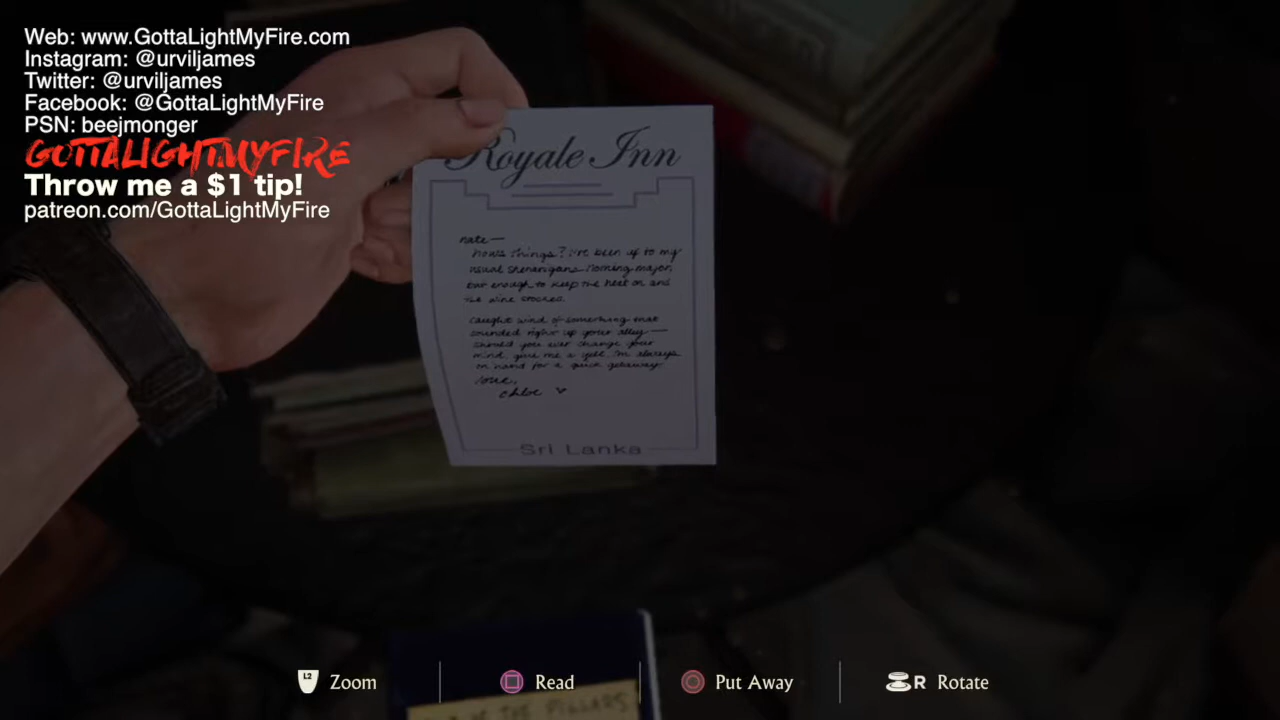 Web: www.GottaLightMyFire.com
Instagram: @urviljames
Twitter: @urviljames
Facebook: @GottaLightMyFire
PSN: beejmonger
GOTTALIGHTMYFIRE
Throw me a $1 tip!
patreon.com/GottaLightMyFire
Royale Inn
nate—
how's things? i've been up to my
usual shenanigans. nothing major,
but enough to keep the heat on and
the wine stocked.
caught wind of something that
sounded right up your alley—
should you ever change your
mind, give me a yell. i'm always
on hand for a quick getaway.
love,
chloe
Sri Lanka
THE PILLARS
L2 Zoom
Read
Put Away
R Rotate